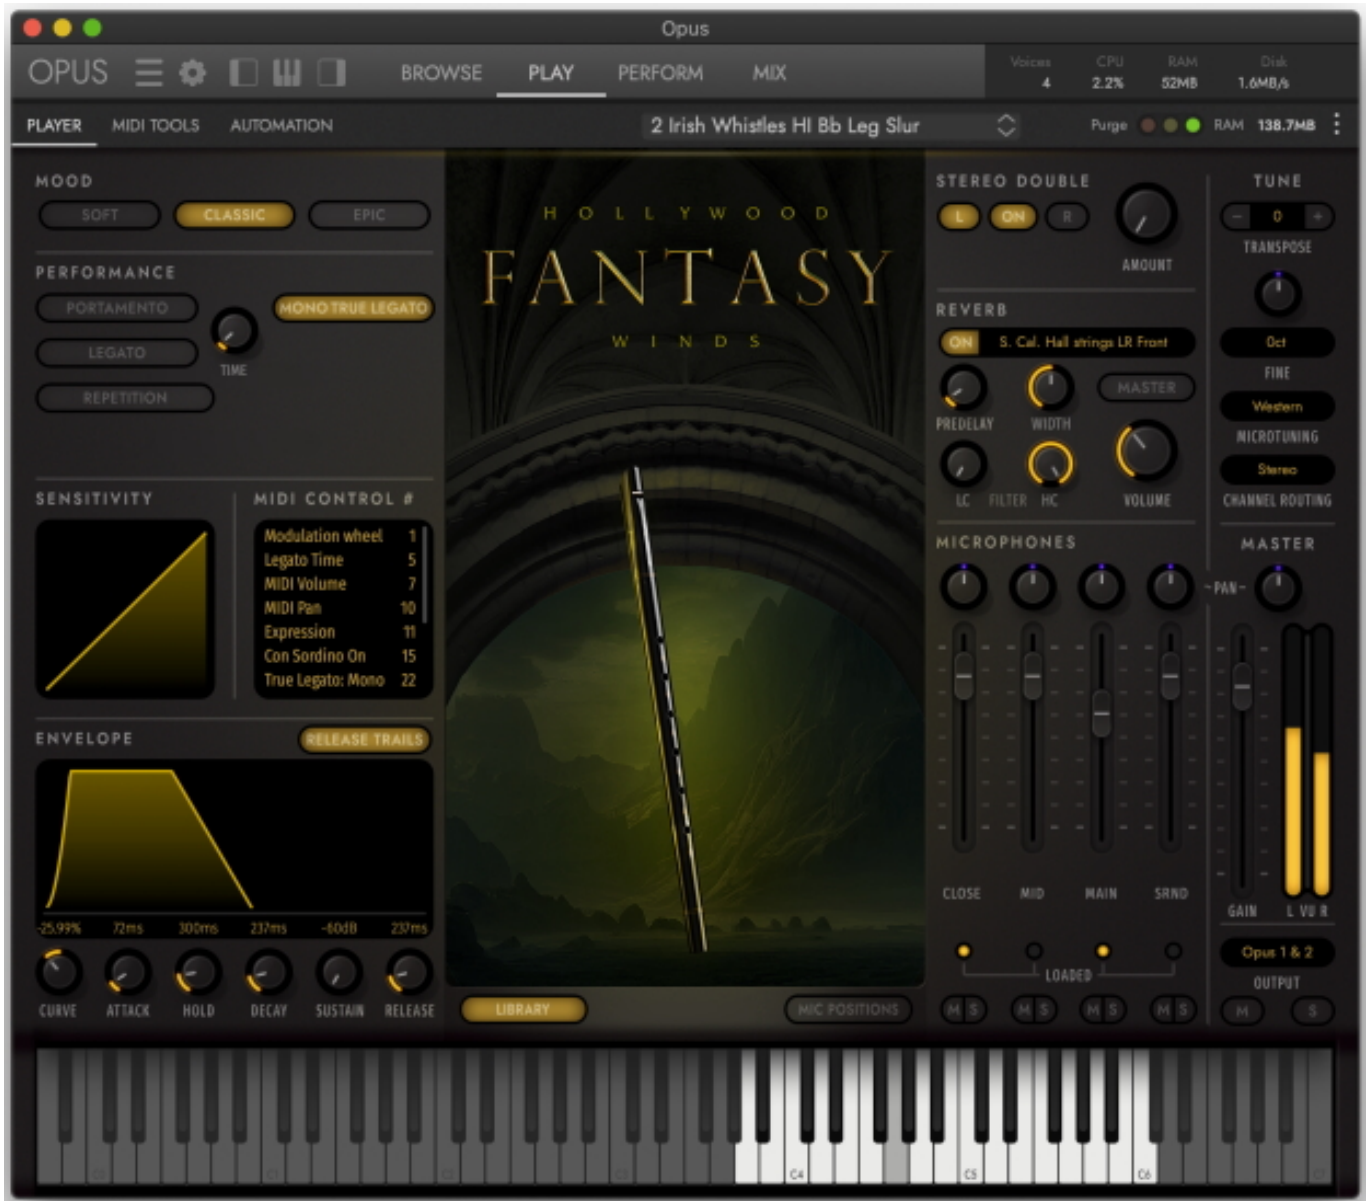 Opus
OPUS BROWSE PLAY PERFORM MIX
Voices 4 CPU 2.2% RAM 52MB Disk 1.6MB/s
PLAYER MIDI TOOLS AUTOMATION 2 Irish Whistles HI Bb Leg Slur Purge RAM 138.7MB
MOOD
SOFT CLASSIC EPIC
PERFORMANCE
PORTAMENTO MONO TRUE LEGATO
LEGATO
TIME
REPETITION
SENSITIVITY
MIDI CONTROL #
Modulation wheel 1
Legato Time 5
MIDI Volume 7
MIDI Pan 10
Expression 11
Con Sordino On 15
True Legato: Mono 22
ENVELOPE RELEASE TRAILS
-25.99% 72ms 300ms 237ms -60dB 237ms
CURVE ATTACK HOLD DECAY SUSTAIN RELEASE
HOLLYWOOD
FANTASY
WINDS
LIBRARY MIC POSITIONS
STEREO DOUBLE
L ON R
AMOUNT
REVERB
ON S. Cal. Hall strings LR Front
MASTER
PREDELAY WIDTH
LC FILTER HC VOLUME
MICROPHONES
-PAN-
CLOSE MID MAIN SRND
LOADED
M S M S M S M S
TUNE
- 0 +
TRANSPOSE
0ct
FINE
Western
MICROTUNING
Stereo
CHANNEL ROUTING
MASTER
GAIN L VU R
Opus 1 & 2
OUTPUT
M S
C0 C1 C2 C3 C4 C5 C6 C7